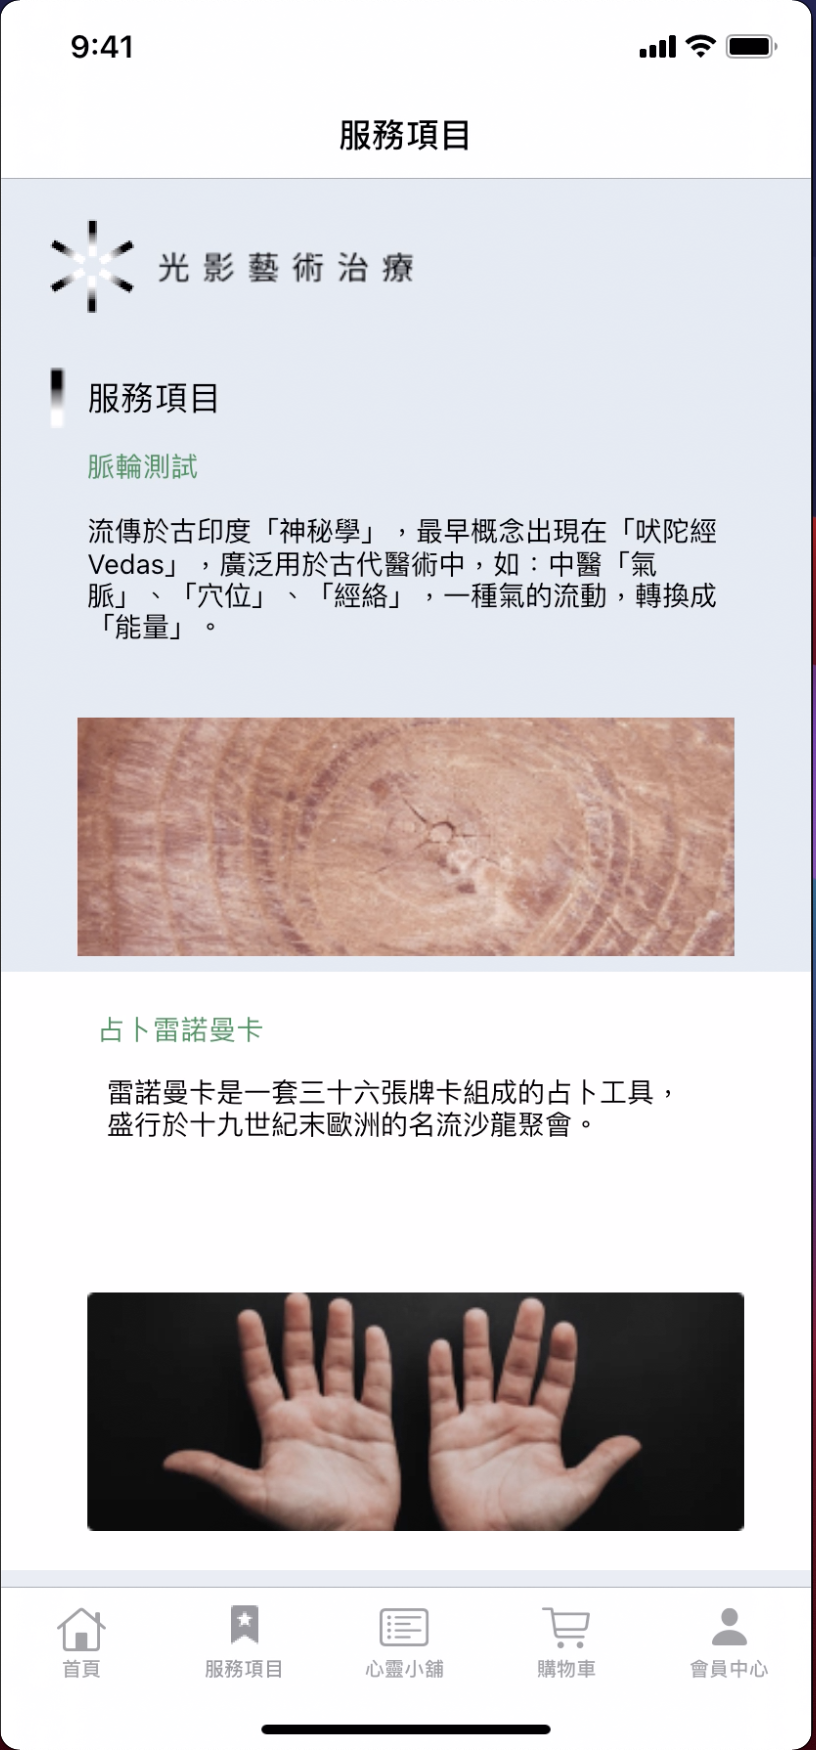 9:41
服務項目
光影藝術治療
服務項目
脈輪測試
流傳於古印度「神秘學」，最早概念出現在「吠陀經
Vedas」，廣泛用於古代醫術中，如：中醫「氣
脈」、「穴位」、「經絡」，一種氣的流動，轉換成
「能量」。
占卜雷諾曼卡
雷諾曼卡是一套三十六張牌卡組成的占卜工具，
盛行於十九世紀末歐洲的名流沙龍聚會。
首頁
服務項目
心靈小舖
購物車
會員中心